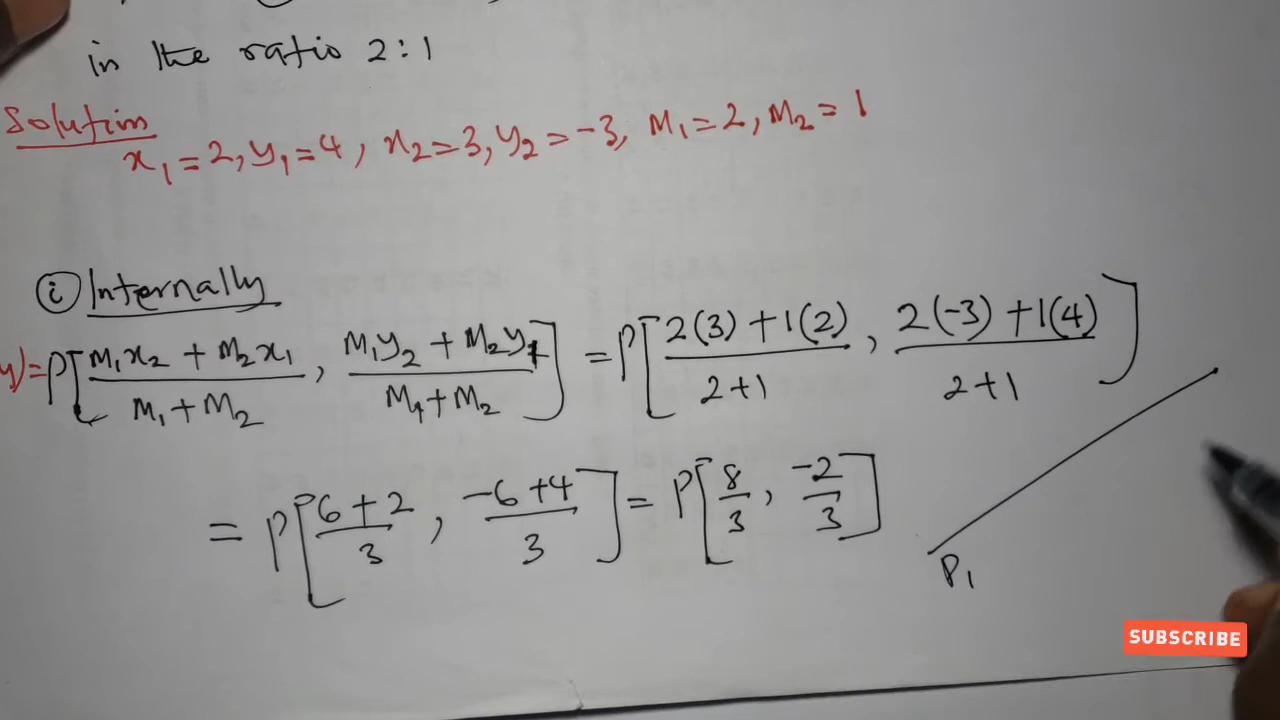 in the ratio 2:1
Solution
x₁=2, y₁=4, x₂=3, y₂=-3, M₁=2, M₂=1
(i) Internally
y)=P[(M₁x₂ + M₂x₁)/(M₁+M₂), (M₁y₂ + M₂y₁)/(M₁+M₂)] = P[(2(3)+1(2))/(2+1), (2(-3)+1(4))/(2+1)]
= P[(6+2)/3, (-6+4)/3] = P[8/3, -2/3]
P₁
SUBSCRIBE